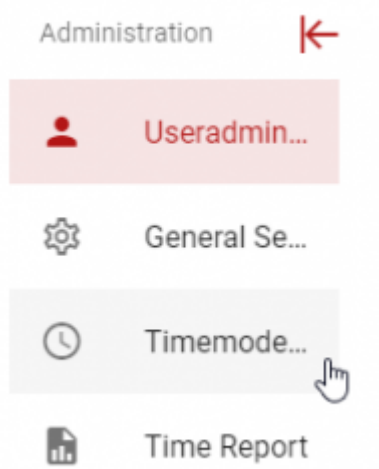 Administration
Useradmin...
General Se...
Timemode...
Time Report